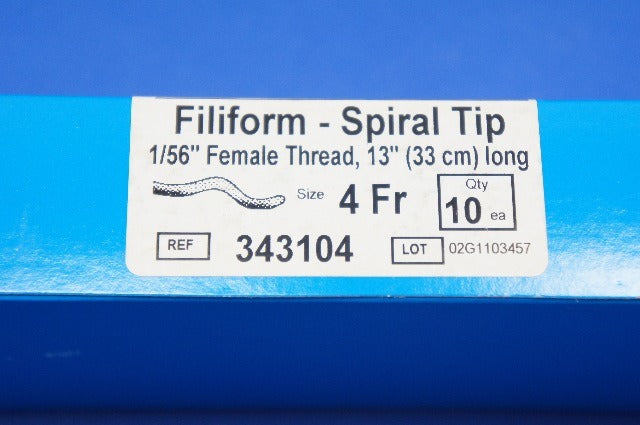 Filiform - Spiral Tip
1/56" Female Thread, 13" (33 cm) long
Size 4 Fr Qty 10 ea
REF 343104 LOT 02G1103457